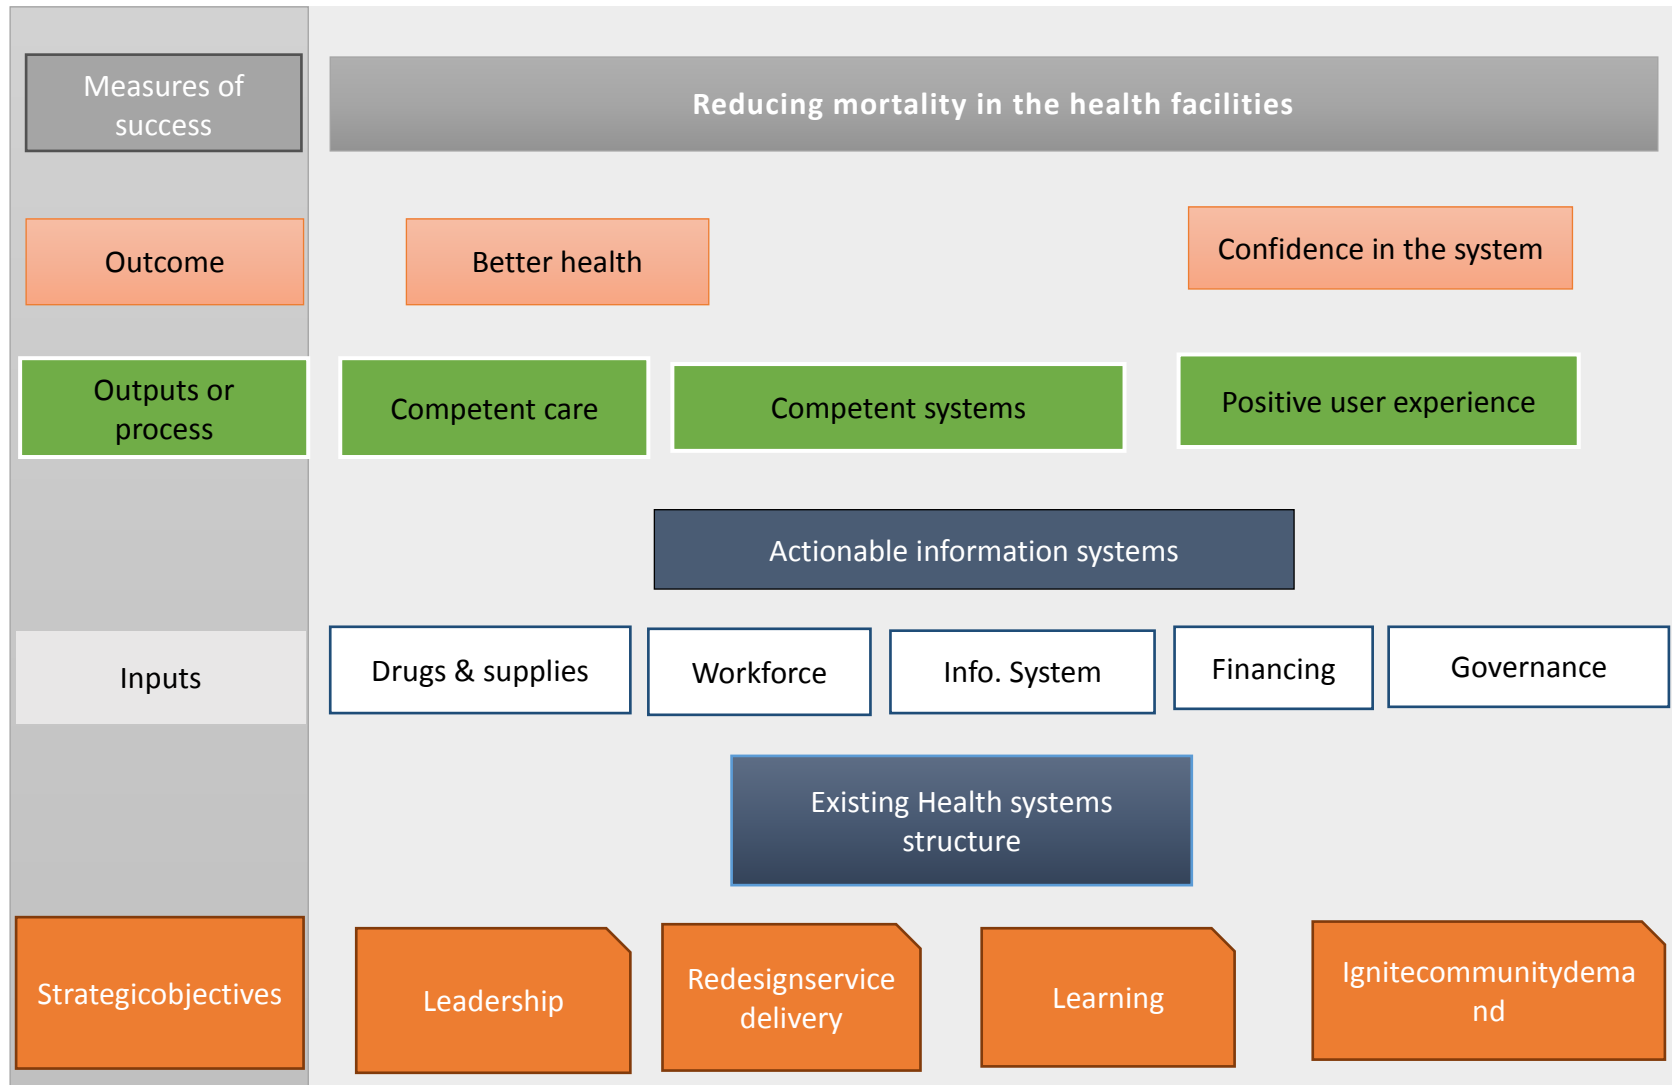 Measures of
success
Reducing mortality in the health facilities
Outcome
Better health
Confidence in the system
Outputs or
process
Competent care
Competent systems
Positive user experience
Actionable information systems
Inputs
Drugs & supplies
Workforce
Info. System
Financing
Governance
Existing Health systems
structure
Strategicobjectives
Leadership
Redesignservice
delivery
Learning
Ignitecommunitydema
nd